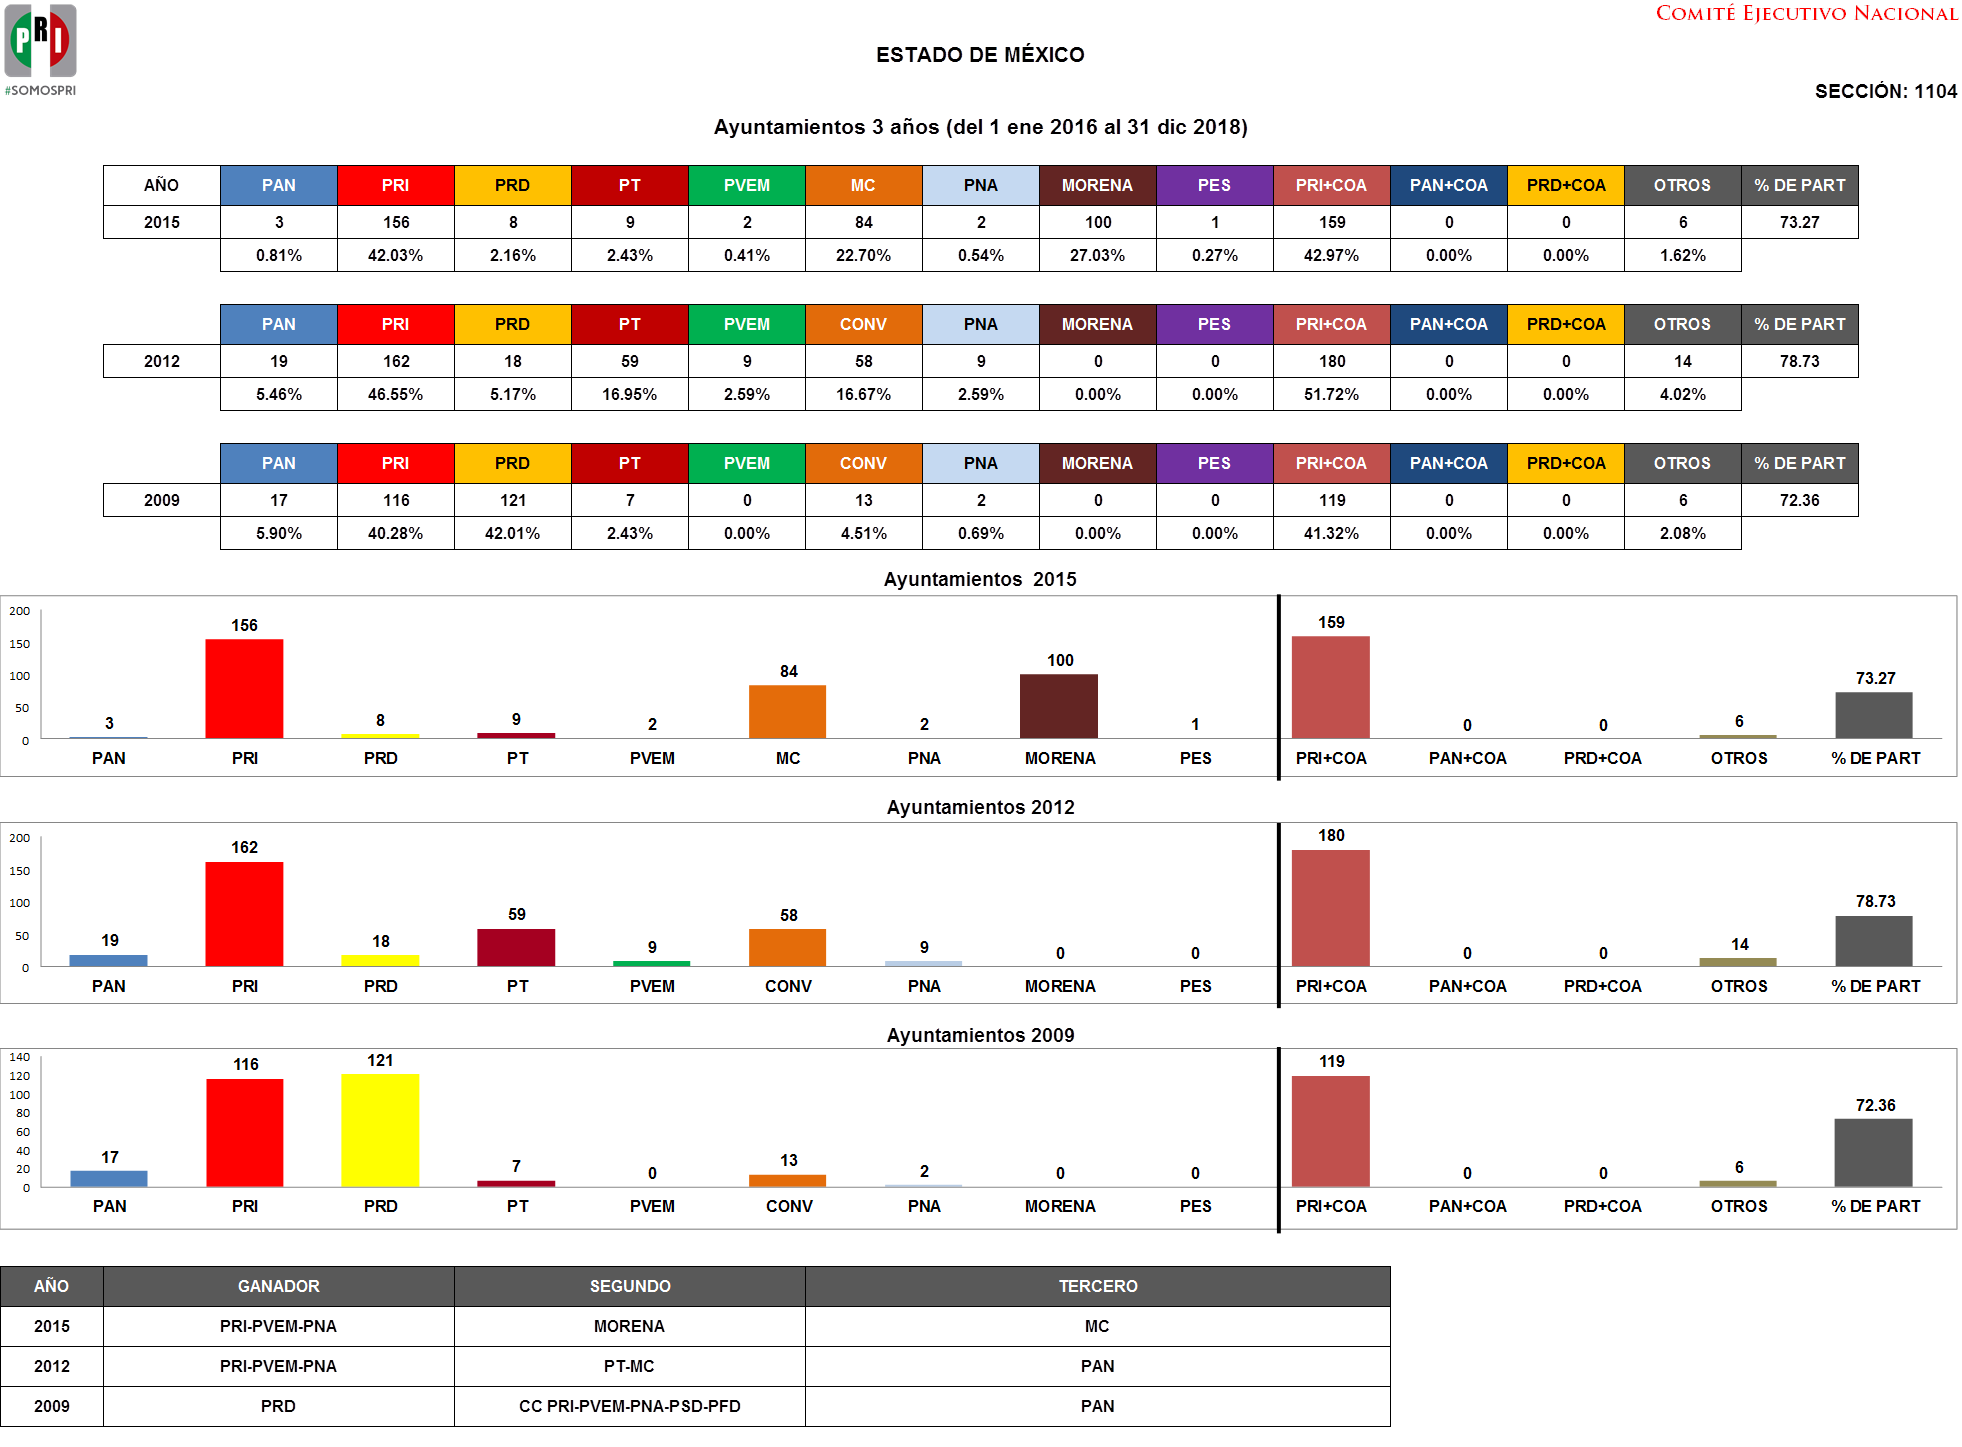 PRI
#SOMOSPRI
COMITÉ EJECUTIVO NACIONAL
ESTADO DE MÉXICO
SECCIÓN: 1104
Ayuntamientos 3 años (del 1 ene 2016 al 31 dic 2018)
AÑO PAN PRI PRD PT PVEM MC PNA MORENA PES PRI+COA PAN+COA PRD+COA OTROS % DE PART
2015 3 156 8 9 2 84 2 100 1 159 0 0 6 73.27
0.81% 42.03% 2.16% 2.43% 0.41% 22.70% 0.54% 27.03% 0.27% 42.97% 0.00% 0.00% 1.62%
PAN PRI PRD PT PVEM CONV PNA MORENA PES PRI+COA PAN+COA PRD+COA OTROS % DE PART
2012 19 162 18 59 9 58 9 0 0 180 0 0 14 78.73
5.46% 46.55% 5.17% 16.95% 2.59% 16.67% 2.59% 0.00% 0.00% 51.72% 0.00% 0.00% 4.02%
PAN PRI PRD PT PVEM CONV PNA MORENA PES PRI+COA PAN+COA PRD+COA OTROS % DE PART
2009 17 116 121 7 0 13 2 0 0 119 0 0 6 72.36
5.90% 40.28% 42.01% 2.43% 0.00% 4.51% 0.69% 0.00% 0.00% 41.32% 0.00% 0.00% 2.08%
Ayuntamientos 2015
200
150
100
50
0
3 156 8 9 2 84 2 100 1 159 0 0 6 73.27
PAN PRI PRD PT PVEM MC PNA MORENA PES PRI+COA PAN+COA PRD+COA OTROS % DE PART
Ayuntamientos 2012
200
150
100
50
0
19 162 18 59 9 58 9 0 0 180 0 0 14 78.73
PAN PRI PRD PT PVEM CONV PNA MORENA PES PRI+COA PAN+COA PRD+COA OTROS % DE PART
Ayuntamientos 2009
140
120
100
80
60
40
20
0
17 116 121 7 0 13 2 0 0 119 0 0 6 72.36
PAN PRI PRD PT PVEM CONV PNA MORENA PES PRI+COA PAN+COA PRD+COA OTROS % DE PART
AÑO GANADOR SEGUNDO TERCERO
2015 PRI-PVEM-PNA MORENA MC
2012 PRI-PVEM-PNA PT-MC PAN
2009 PRD CC PRI-PVEM-PNA-PSD-PFD PAN